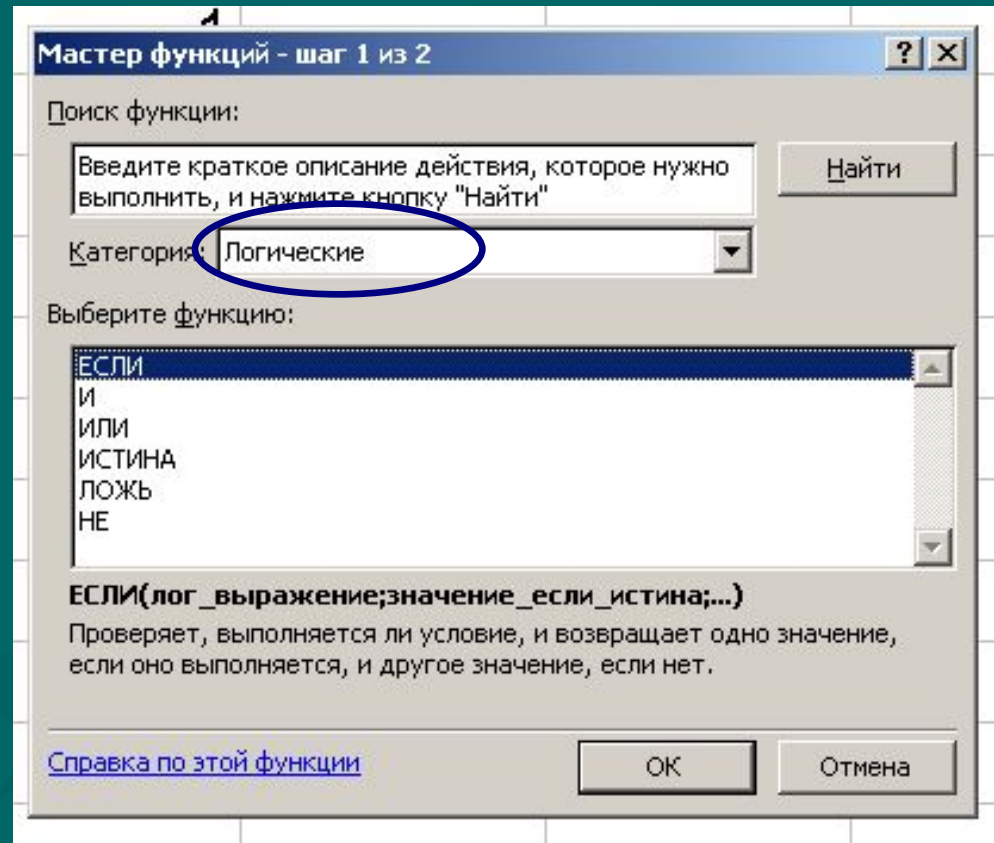 Мастер функций - шаг 1 из 2
Поиск функции:
Введите краткое описание действия, которое нужно
выполнить, и нажмите кнопку "Найти"
Найти
Категория: Логические
Выберите функцию:
ЕСЛИ
И
ИЛИ
ИСТИНА
ЛОЖЬ
НЕ
ЕСЛИ(лог_выражение;значение_если_истина;...)
Проверяет, выполняется ли условие, и возвращает одно значение,
если оно выполняется, и другое значение, если нет.
Справка по этой функции
ОК
Отмена